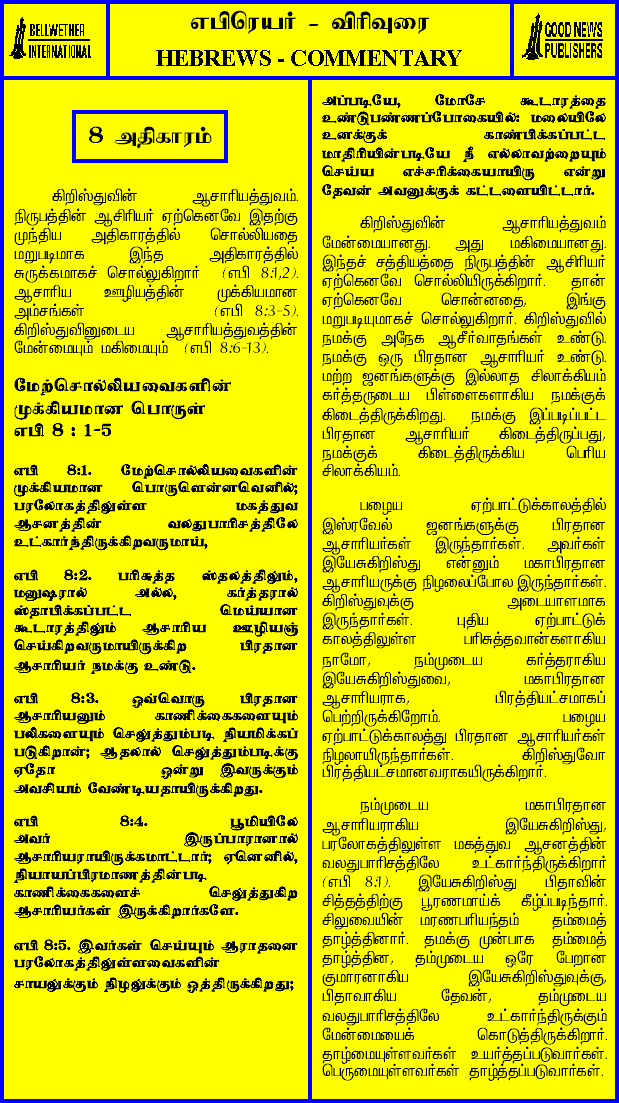 BELLWETHER
INTERNATIONAL
எபிரெயர் - விரிவுரை
HEBREWS - COMMENTARY
GOOD NEWS
PUBLISHERS
8 அதிகாரம்
கிறிஸ்துவின் ஆசாரியத்துவம்.
நிருபத்தின் ஆசிரியர் ஏற்கெனவே இதற்கு
முந்திய அதிகாரத்தில் சொல்லியதை
மறுபடிமாக இந்த அதிகாரத்தில்
சுருக்கமாகச் சொல்லுகிறார் (எபி 8:1,2).
ஆசாரிய ஊழியத்தின் முக்கியமான
அம்சங்கள் (எபி 8:3-5).
கிறிஸ்துவினுடைய ஆசாரியத்துவத்தின்
மேன்மையும் மகிமையும் (எபி 8:6-13).
மேற்சொல்லியவைகளின்
முக்கியமான பொருள்
எபி 8 : 1-5
எபி 8:1. மேற்சொல்லியவைகளின்
முக்கியமான பொருளென்னவெனில்;
பரலோகத்திலுள்ள மகத்துவ
ஆசனத்தின் வலதுபாரிசத்திலே
உட்கார்ந்திருக்கிறவருமாய்,
எபி 8:2. பரிசுத்த ஸ்தலத்திலும்,
மனுஷரால் அல்ல, கர்த்தரால்
ஸ்தாபிக்கப்பட்ட மெய்யான
கூடாரத்திலும் ஆசாரிய ஊழியஞ்
செய்கிறவருமாயிருக்கிற பிரதான
ஆசாரியர் நமக்கு உண்டு.
எபி 8:3. ஒவ்வொரு பிரதான
ஆசாரியனும் காணிக்கைகளையும்
பலிகளையும் செலுத்தும்படி நியமிக்கப்
படுகிறான்; ஆதலால் செலுத்தும்படிக்கு
ஏதோ ஒன்று இவருக்கும்
அவசியம் வேண்டியதாயிருக்கிறது.
எபி 8:4. பூமியிலே
அவர் இருப்பாரானால்
ஆசாரியராயிருக்கமாட்டார்; ஏனெனில்,
நியாயப்பிரமாணத்தின்படி
காணிக்கைகளைச் செலுத்துகிற
ஆசாரியர்கள் இருக்கிறார்களே.
எபி 8:5. இவர்கள் செய்யும் ஆராதனை
பரலோகத்திலுள்ளவைகளின்
சாயலுக்கும் நிழலுக்கும் ஒத்திருக்கிறது;
அப்படியே, மோசே கூடாரத்தை
உண்டுபண்ணப்போகையில்: மலையிலே
உனக்குக் காண்பிக்கப்பட்ட
மாதிரியின்படியே நீ எல்லாவற்றையும்
செய்ய எச்சரிக்கையாயிரு என்று
தேவன் அவனுக்குக் கட்டளையிட்டார்.
கிறிஸ்துவின் ஆசாரியத்துவம்
மேன்மையானது. அது மகிமையானது.
இந்தச் சத்தியத்தை நிருபத்தின் ஆசிரியர்
ஏற்கெனவே சொல்லியிருக்கிறார். தான்
ஏற்கெனவே சொன்னதை, இங்கு
மறுபடியுமாகச் சொல்லுகிறார். கிறிஸ்துவில்
நமக்கு அநேக ஆசீர்வாதங்கள் உண்டு.
நமக்கு ஒரு பிரதான ஆசாரியர் உண்டு.
மற்ற ஜனங்களுக்கு இல்லாத சிலாக்கியம்
கர்த்தருடைய பிள்ளைகளாகிய நமக்குக்
கிடைத்திருக்கிறது. நமக்கு இப்படிப்பட்ட
பிரதான ஆசாரியர் கிடைத்திருப்பது,
நமக்குக் கிடைத்திருக்கிய பெரிய
சிலாக்கியம்.
பழைய ஏற்பாட்டுக்காலத்தில்
இஸ்ரவேல் ஜனங்களுக்கு பிரதான
ஆசாரியர்கள் இருந்தார்கள். அவர்கள்
இயேசுகிறிஸ்து என்னும் மகாபிரதான
ஆசாரியருக்கு நிழலைப்போல இருந்தார்கள்.
கிறிஸ்துவுக்கு அடையாளமாக
இருந்தார்கள். புதிய ஏற்பாட்டுக்
காலத்திலுள்ள பரிசுத்தவான்களாகிய
நாமோ, நம்முடைய கர்த்தராகிய
இயேசுகிறிஸ்துவை, மகாபிரதான
ஆசாரியராக, பிரத்தியட்சமாகப்
பெற்றிருக்கிறோம். பழைய
ஏற்பாட்டுக்காலத்து பிரதான ஆசாரியர்கள்
நிழலாயிருந்தார்கள். கிறிஸ்துவோ
பிரத்தியட்சமானவராகயிருக்கிறார்.
நம்முடைய மகாபிரதான
ஆசாரியராகிய இயேசுகிறிஸ்து,
பரலோகத்திலுள்ள மகத்துவ ஆசனத்தின்
வலதுபாரிசத்திலே உட்கார்ந்திருக்கிறார்
(எபி 8:1). இயேசுகிறிஸ்து பிதாவின்
சித்தத்திற்கு பூரணமாய்க் கீழ்ப்படிந்தார்.
சிலுவையின் மரணபரியந்தம் தம்மைத்
தாழ்த்தினார். தமக்கு முன்பாக தம்மைத்
தாழ்த்தின, தம்முடைய ஒரே பேறான
குமாரனாகிய இயேசுகிறிஸ்துவுக்கு,
பிதாவாகிய தேவன், தம்முடைய
வலதுபாரிசத்திலே உட்கார்ந்திருக்கும்
மேன்மையைக் கொடுத்திருக்கிறார்.
தாழ்மையுள்ளவர்கள் உயர்த்தப்படுவார்கள்.
பெருமையுள்ளவர்கள் தாழ்த்தப்படுவார்கள்.